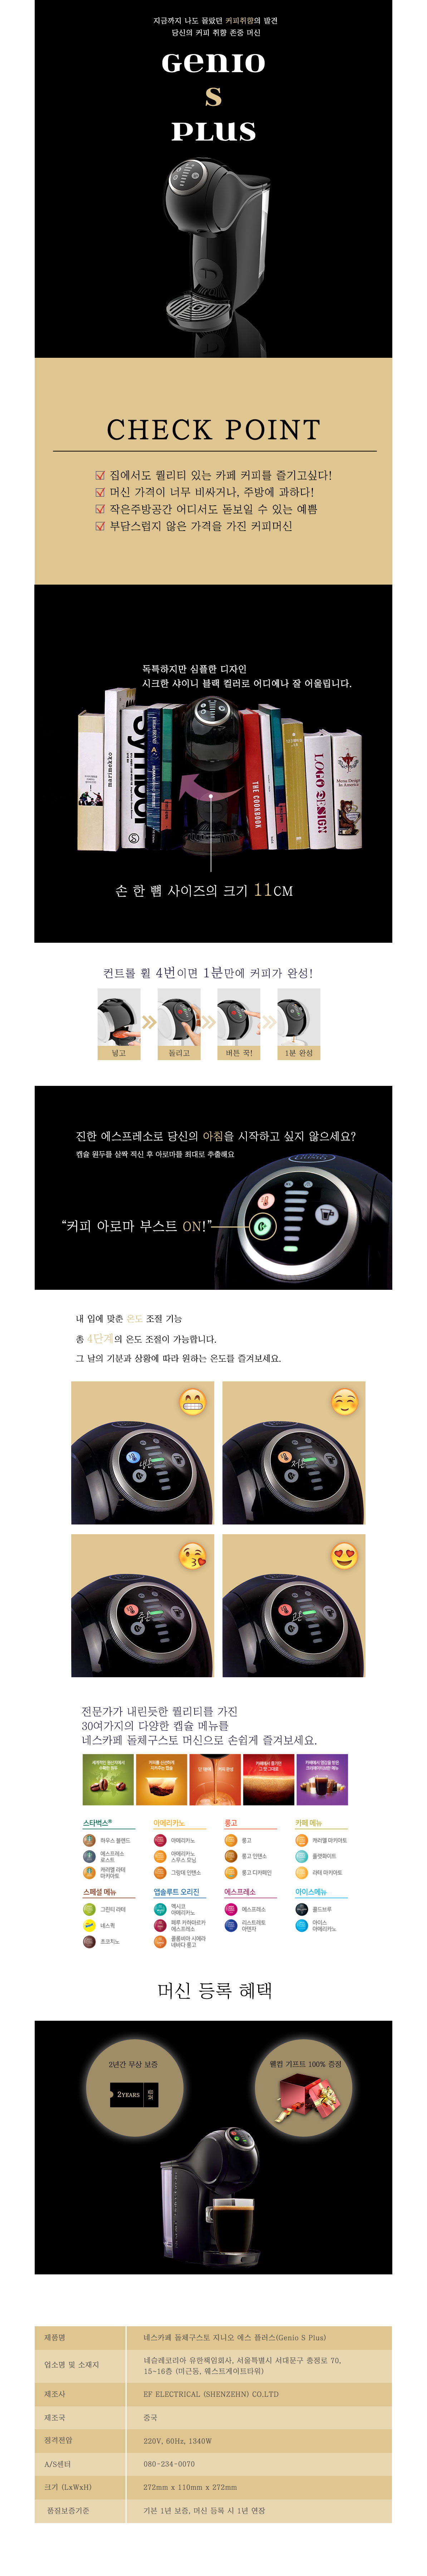 지금까지 나도 몰랐던 커피취향의 발견
당신의 커피 취향 존중 머신
GENIO
S
PLUS
CHECK POINT
집에서도 퀄리티 있는 카페 커피를 즐기고싶다!
머신 가격이 너무 비싸거나, 주방에 과하다!
작은주방공간 어디서도 돋보일 수 있는 예쁨
부담스럽지 않은 가격을 가진 커피머신
독특하지만 심플한 디자인
시크한 샤이니 블랙 컬러로 어디에나 잘 어울립니다.
THE COOKBOOK
LOGO DESIGN
Menu Design in America
손 한 뼘 사이즈의 크기 11CM
컨트롤 휠 4번이면 1분만에 커피가 완성!
넣고
돌리고
버튼 꾹!
1분 완성
진한 에스프레소로 당신의 아침을 시작하고 싶지 않으세요?
캡슐 원두를 살짝 적신 후 아로마를 최대로 추출해요
“커피 아로마 부스트 ON!”
내 입에 맞춘 온도 조절 기능
총 4단계의 온도 조절이 가능합니다.
그 날의 기분과 상황에 따라 원하는 온도를 즐겨보세요.
냉온
저온
중온
고온
전문가가 내린듯한 퀄리티를 가진
30여가지의 다양한 캡슐 메뉴를
네스카페 돌체구스토 머신으로 손쉽게 즐겨보세요.
스타벅스® 아메리카노 룽고 카페 메뉴
하우스 블렌드 아메리카노 룽고 캐러멜 마키아토
에스프레소 로스트 아메리카노 스무스 모닝 룽고 인텐소 플랫화이트
캐러멜 라떼 마키아토 그랑데 인텐소 룽고 디카페인 라떼 마키아토
스페셜 메뉴 앱솔루트 오리진 에스프레소 아이스메뉴
그린티 라떼 멕시코 아메리카노 에스프레소 콜드브루
네스퀵 페루 카하마르카 에스프레소 리스트레토 아덴자 아이스 아메리카노
초코치노 콜롬비아 시에라 네바다 룽고
머신 등록 혜택
2년간 무상 보증
2YEARS
웰컴 기프트 100% 증정
제품명 네스카페 돌체구스토 지니오 에스 플러스(Genio S Plus)
업소명 및 소재지 네슬레코리아 유한책임회사, 서울특별시 서대문구 충정로 70,
15~16층 (미근동, 웨스트게이트타워)
제조사 EF ELECTRICAL (SHENZEHN) CO.LTD
제조국 중국
정격전압 220V, 60Hz, 1340W
A/S센터 080-234-0070
크기 (LxWxH) 272mm x 110mm x 272mm
품질보증기준 기본 1년 보증, 머신 등록 시 1년 연장